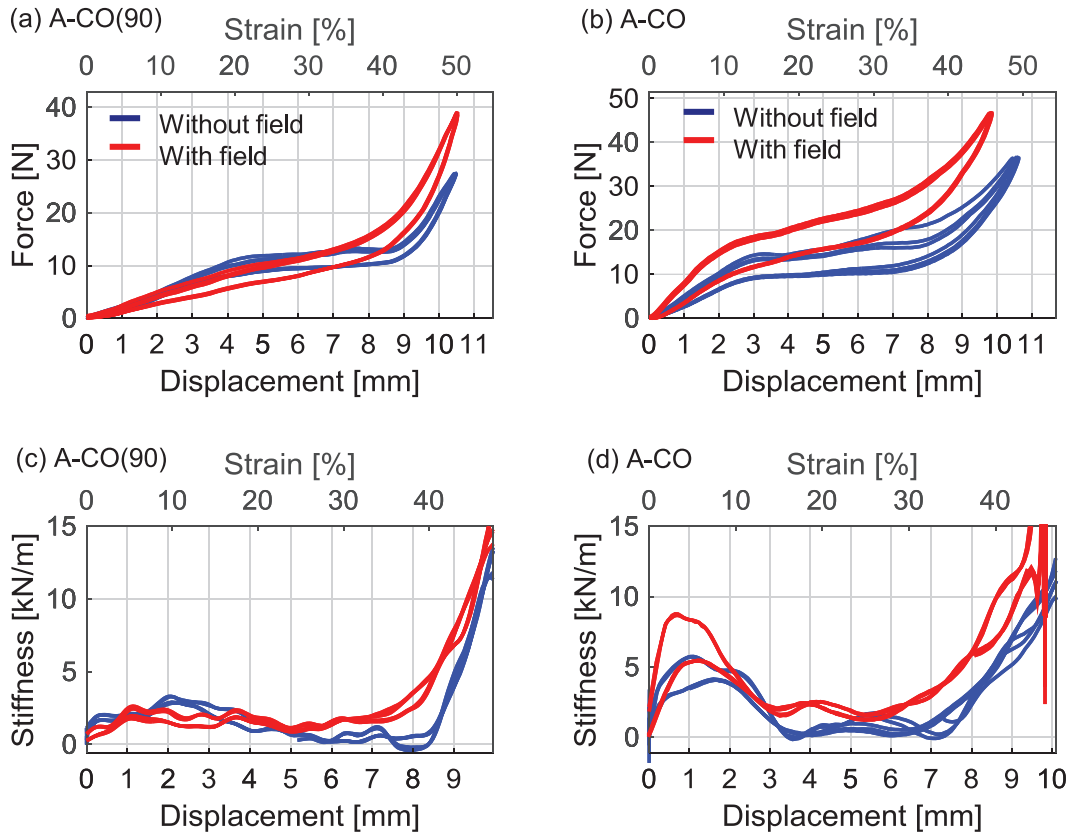 (a) A-CO(90)
Strain [%]
0 10 20 30 40 50
40
30
20
10
0
Force [N]
Without field
With field
0 1 2 3 4 5 6 7 8 9 10 11
Displacement [mm]
(b) A-CO
Strain [%]
0 10 20 30 40 50
50
40
30
20
10
0
Force [N]
Without field
With field
0 1 2 3 4 5 6 7 8 9 10 11
Displacement [mm]
(c) A-CO(90)
Strain [%]
0 10 20 30 40
15
10
5
0
Stiffness [kN/m]
0 1 2 3 4 5 6 7 8 9
Displacement [mm]
(d) A-CO
Strain [%]
0 10 20 30 40
15
10
5
0
Stiffness [kN/m]
0 1 2 3 4 5 6 7 8 9 10
Displacement [mm]